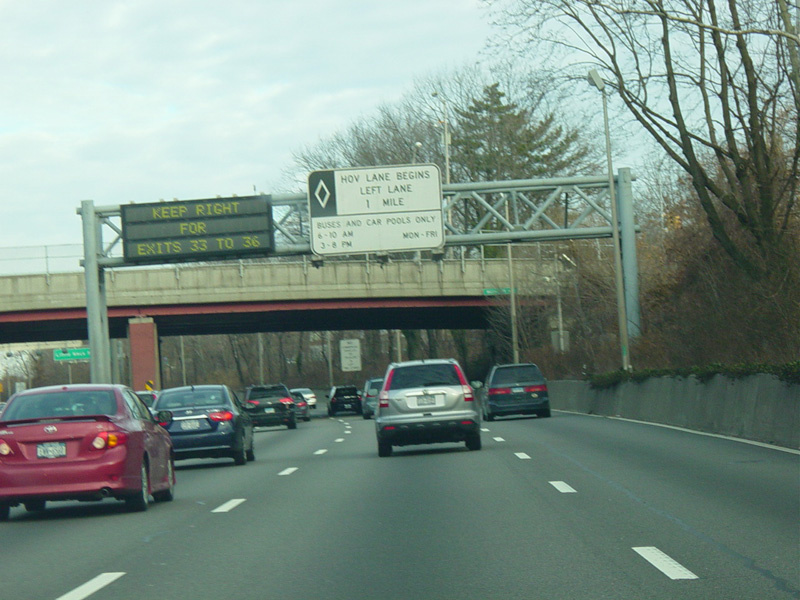 KEEP RIGHT
FOR
EXITS 33 TO 36
HOV LANE BEGINS
LEFT LANE
1 MILE
BUSES AND CAR POOLS ONLY
6-10 AM
3-8 PM MON-FRI